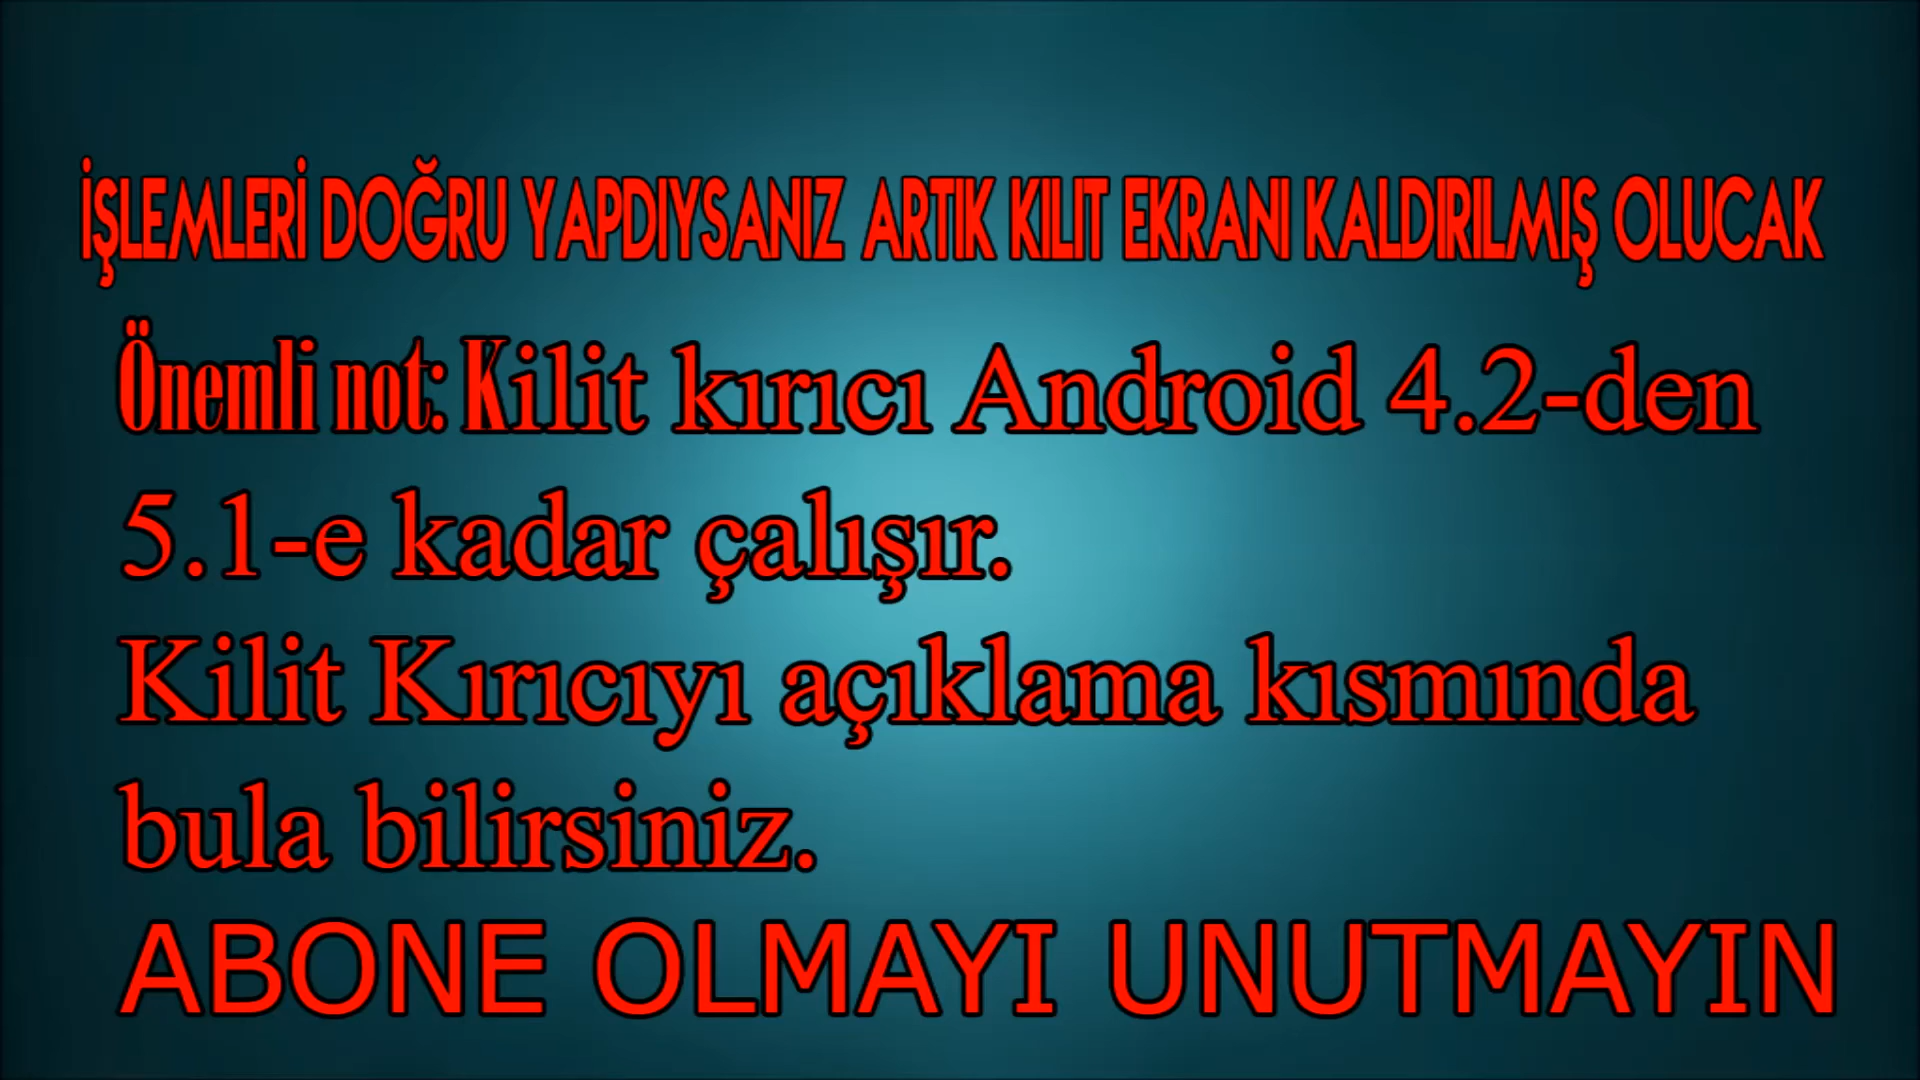 İŞLEMLERİ DOĞRU YAPDIYSANIZ ARTIK KILIT EKRANI KALDIRILMIŞ OLUCAK
Önemli not: Kilit kırıcı Android 4.2-den
5.1-e kadar çalışır.
Kilit Kırıcıyı açıklama kısmında
bula bilirsiniz.
ABONE OLMAYI UNUTMAYIN